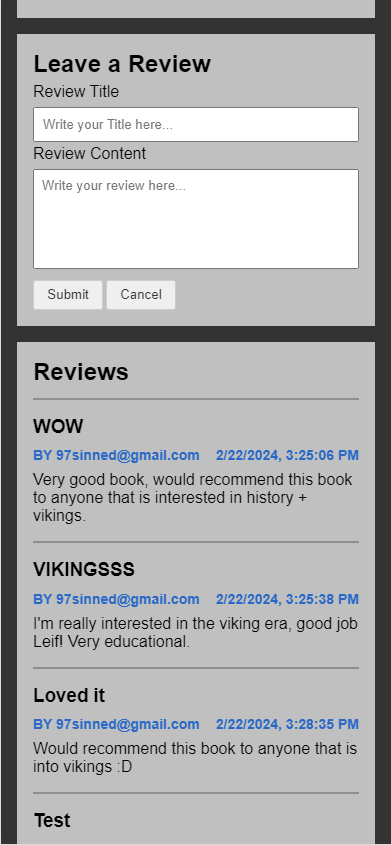 Leave a Review
Review Title
Write your Title here...
Review Content
Write your review here...
Submit Cancel
Reviews
WOW
BY 97sinned@gmail.com 2/22/2024, 3:25:06 PM
Very good book, would recommend this book
to anyone that is interested in history +
vikings.
VIKINGSSS
BY 97sinned@gmail.com 2/22/2024, 3:25:38 PM
I'm really interested in the viking era, good job
Leif! Very educational.
Loved it
BY 97sinned@gmail.com 2/22/2024, 3:28:35 PM
Would recommend this book to anyone that is
into vikings :D
Test